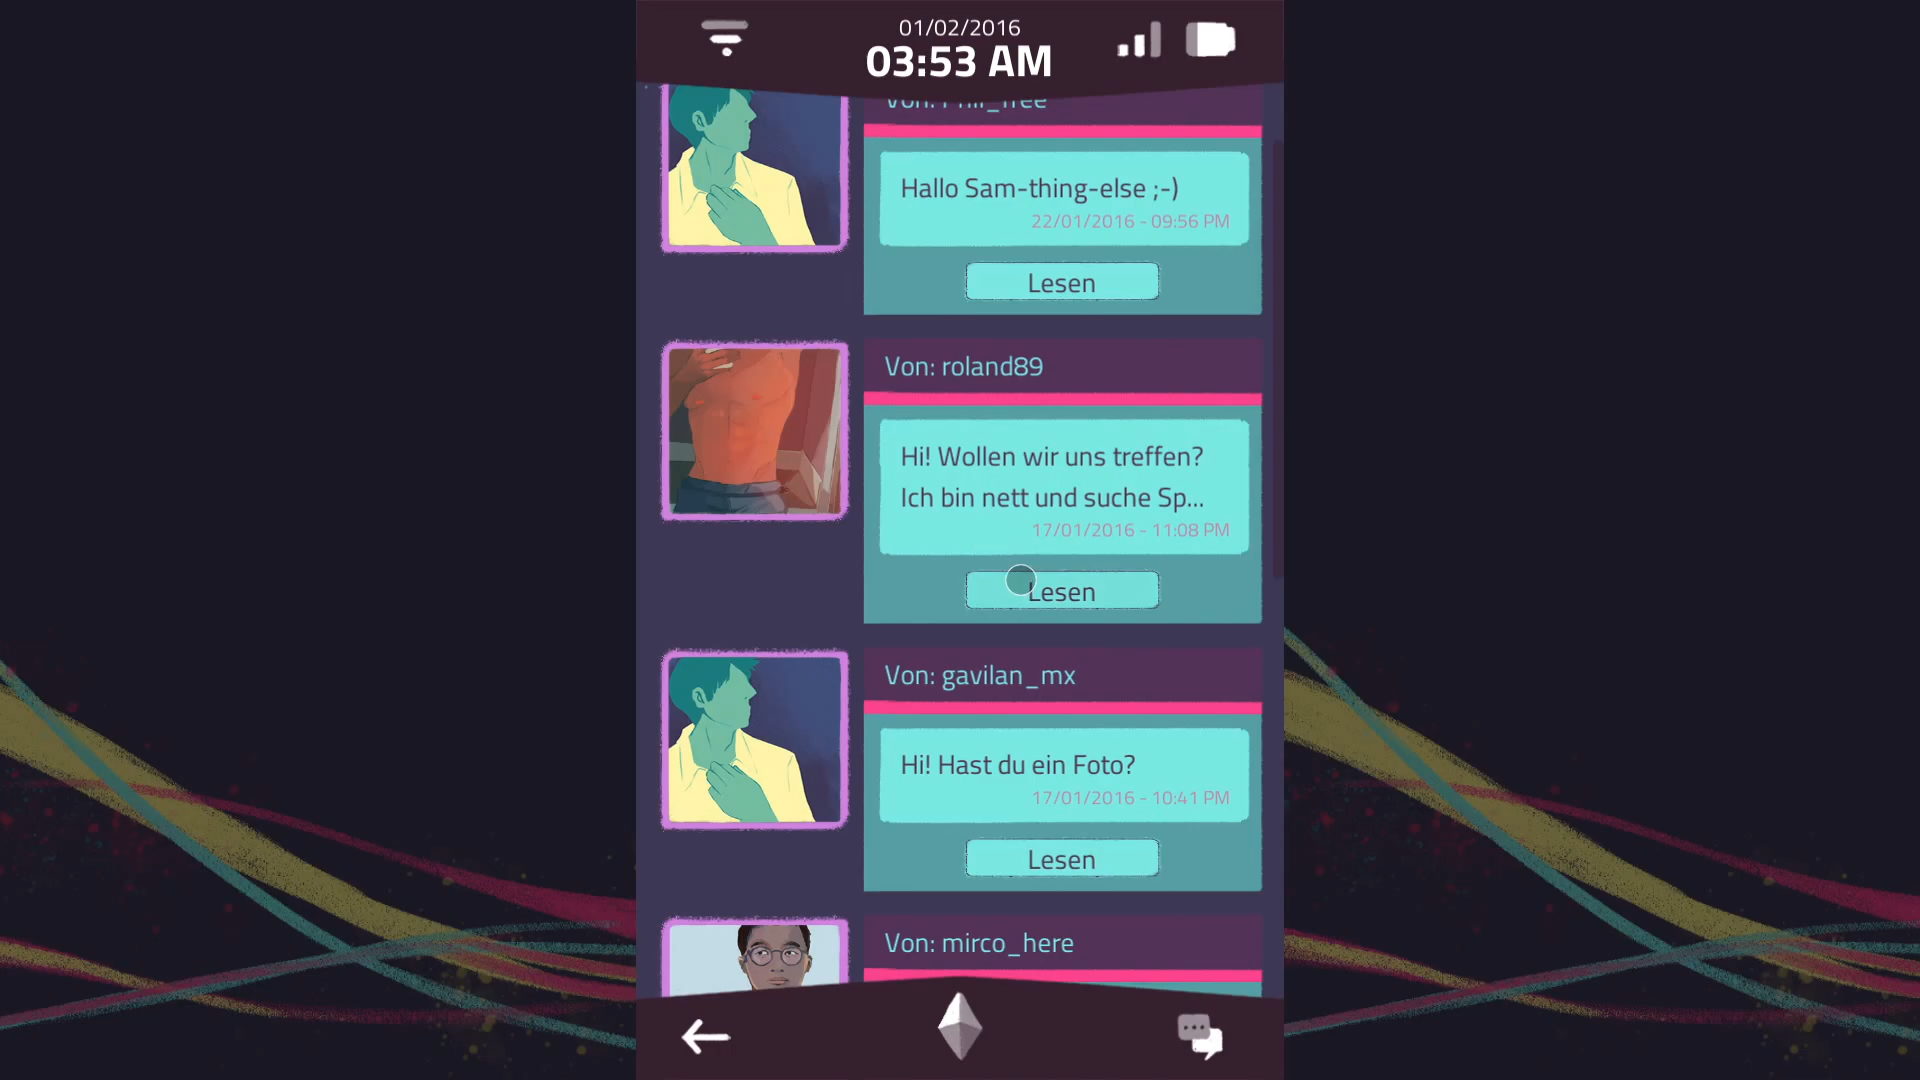 01/02/2016
03:53 AM
Von: Phil_free
Hallo Sam-thing-else ;-)
22/01/2016 - 09:56 PM
Lesen
Von: roland89
Hi! Wollen wir uns treffen?
Ich bin nett und suche Sp...
17/01/2016 - 11:08 PM
Lesen
Von: gavilan_mx
Hi! Hast du ein Foto?
17/01/2016 - 10:41 PM
Lesen
Von: mirco_here